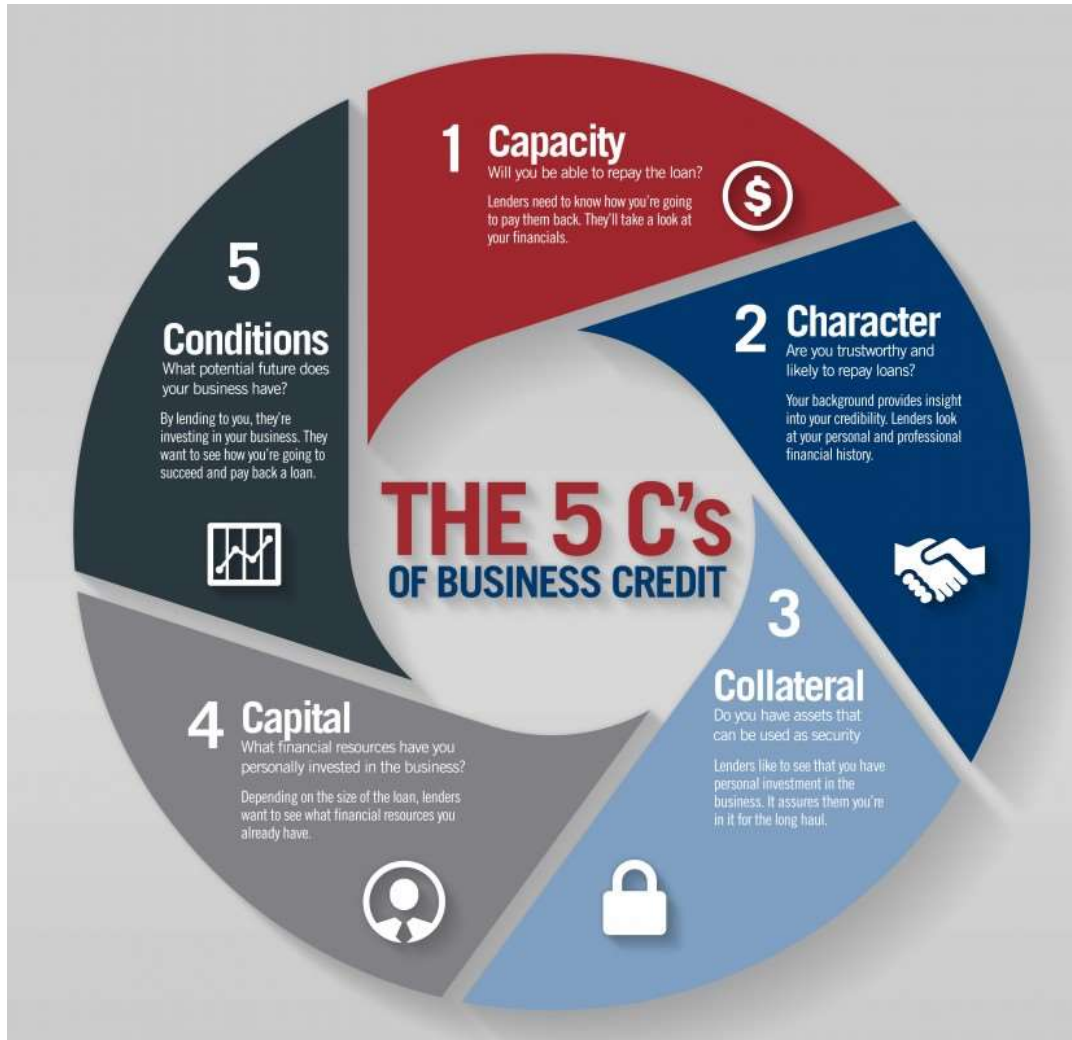 1 Capacity
Will you be able to repay the loan?
Lenders need to know how you're going
to pay them back. They'll take a look at
your financials.
2 Character
Are you trustworthy and
likely to repay loans?
Your background provides insight
into your credibility. Lenders look
at your personal and professional
financial history.
3
Collateral
Do you have assets that
can be used as security
Lenders like to see that you have
personal investment in the
business. It assures them you're
in it for the long haul.
4 Capital
What financial resources have you
personally invested in the business?
Depending on the size of the loan, lenders
want to see what financial resources you
already have.
5
Conditions
What potential future does
your business have?
By lending to you, they're
investing in your business. They
want to see how you're going to
succeed and pay back a loan.
THE 5 C's
OF BUSINESS CREDIT
$